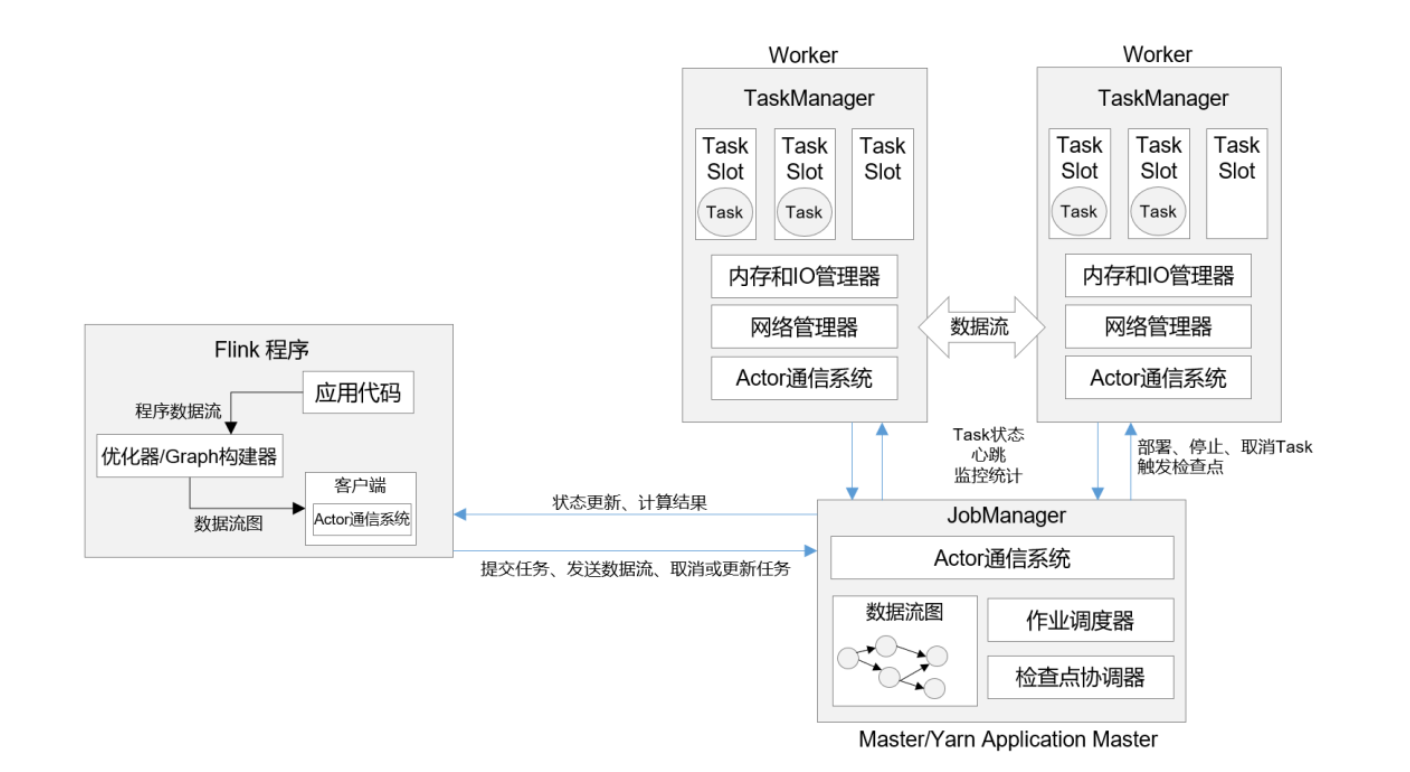 Worker
TaskManager
Task
Slot
Task
Task
Slot
Task
Task
Slot
内存和IO管理器
网络管理器
Actor通信系统
Worker
TaskManager
Task
Slot
Task
Task
Slot
Task
Task
Slot
内存和IO管理器
网络管理器
Actor通信系统
数据流
Flink 程序
应用代码
程序数据流
优化器/Graph构建器
客户端
Actor通信系统
数据流图
Task状态
心跳
监控统计
部署、停止、取消Task
触发检查点
状态更新、计算结果
提交任务、发送数据流、取消或更新任务
JobManager
Actor通信系统
数据流图
作业调度器
检查点协调器
Master/Yarn Application Master